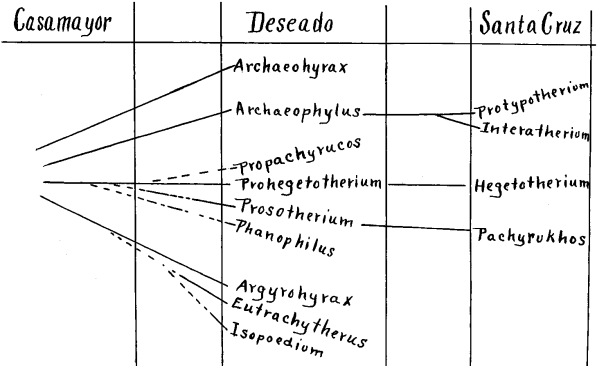 Casamayor Deseado Santa Cruz
Archaeohyrax
Archaeophylus
Protypotherium
Interatherium
Propachyrucos
Prohegetotherium
Hegetotherium
Prosotherium
Phanophilus
Pachyrukhos
Argyrohyrax
Eutrachytherus
Isopoedium